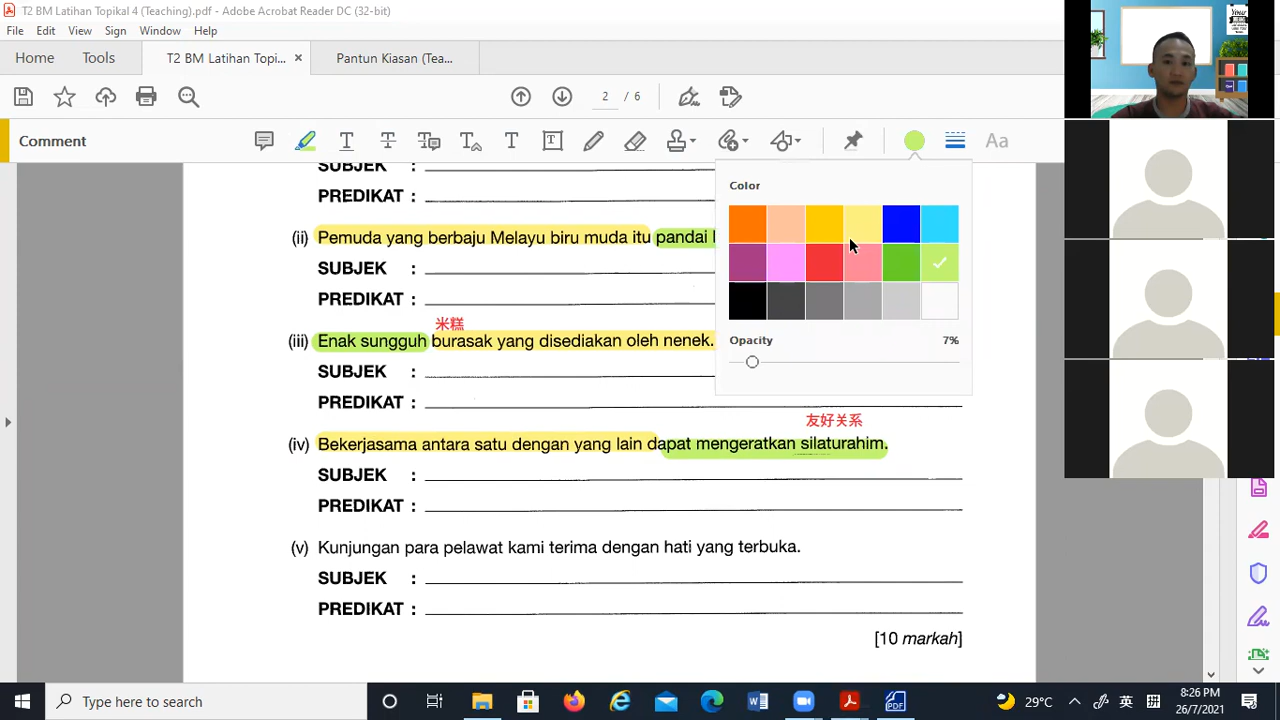 T2 BM Latihan Topikal 4 (Teaching).pdf - Adobe Acrobat Reader DC (32-bit)
File Edit View Sign Window Help
Home Tools T2 BM Latihan Topi... × Pantun Kiasan (Tea...
2 / 6
Comment
Aa
SUBJEK :
PREDIKAT :
Color
(ii) Pemuda yang berbaju Melayu biru muda itu pandai
SUBJEK :
PREDIKAT :
米糕
(iii) Enak sungguh burasak yang disediakan oleh nenek.
Opacity 7%
SUBJEK :
PREDIKAT :
友好关系
(iv) Bekerjasama antara satu dengan yang lain dapat mengeratkan silaturahim.
SUBJEK :
PREDIKAT :
(v) Kunjungan para pelawat kami terima dengan hati yang terbuka.
SUBJEK :
PREDIKAT :
[10 markah]
Type here to search
29°C
英
拼
8:26 PM
26/7/2021